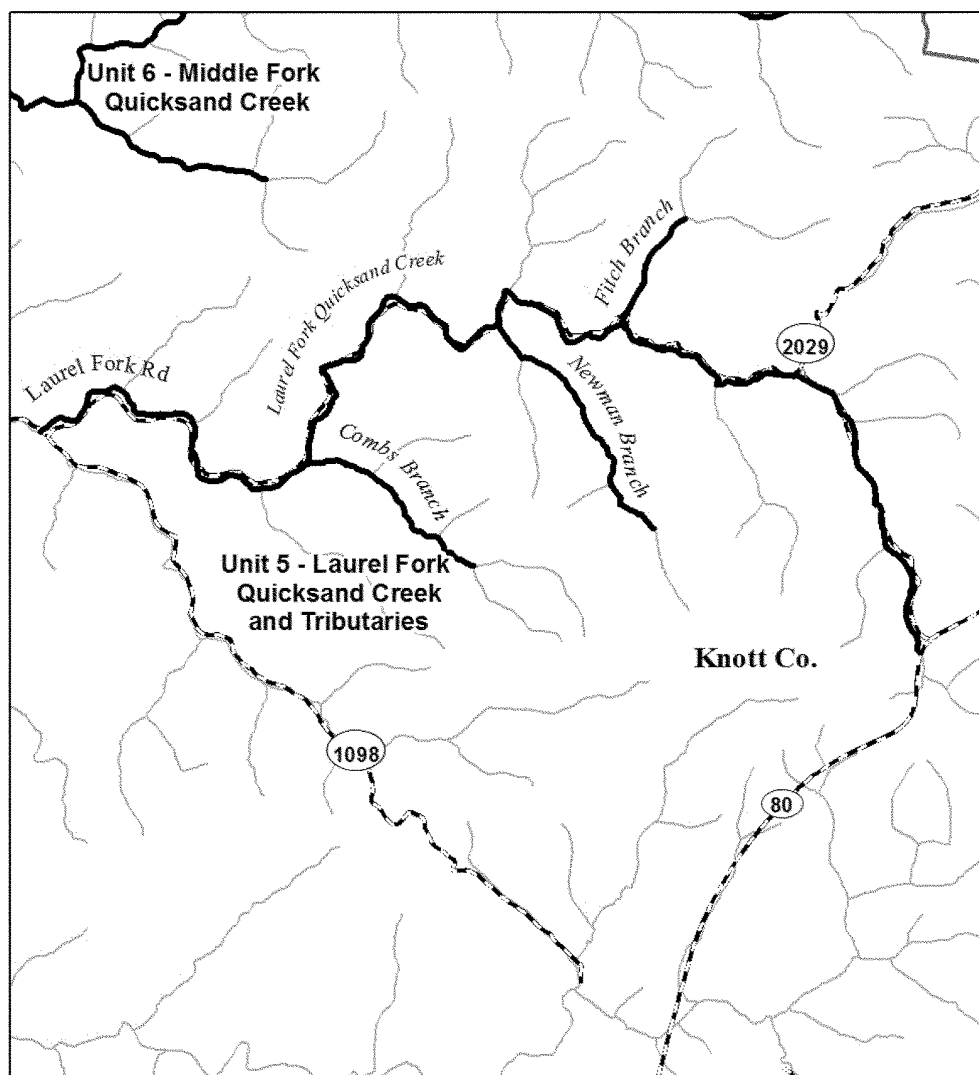 Unit 6 - Middle Fork
Quicksand Creek
Fitch Branch
Laurel Fork Quicksand Creek
2029
Laurel Fork Rd
Newman Branch
Combs Branch
Unit 5 - Laurel Fork
Quicksand Creek
and Tributaries
Knott Co.
1098
80